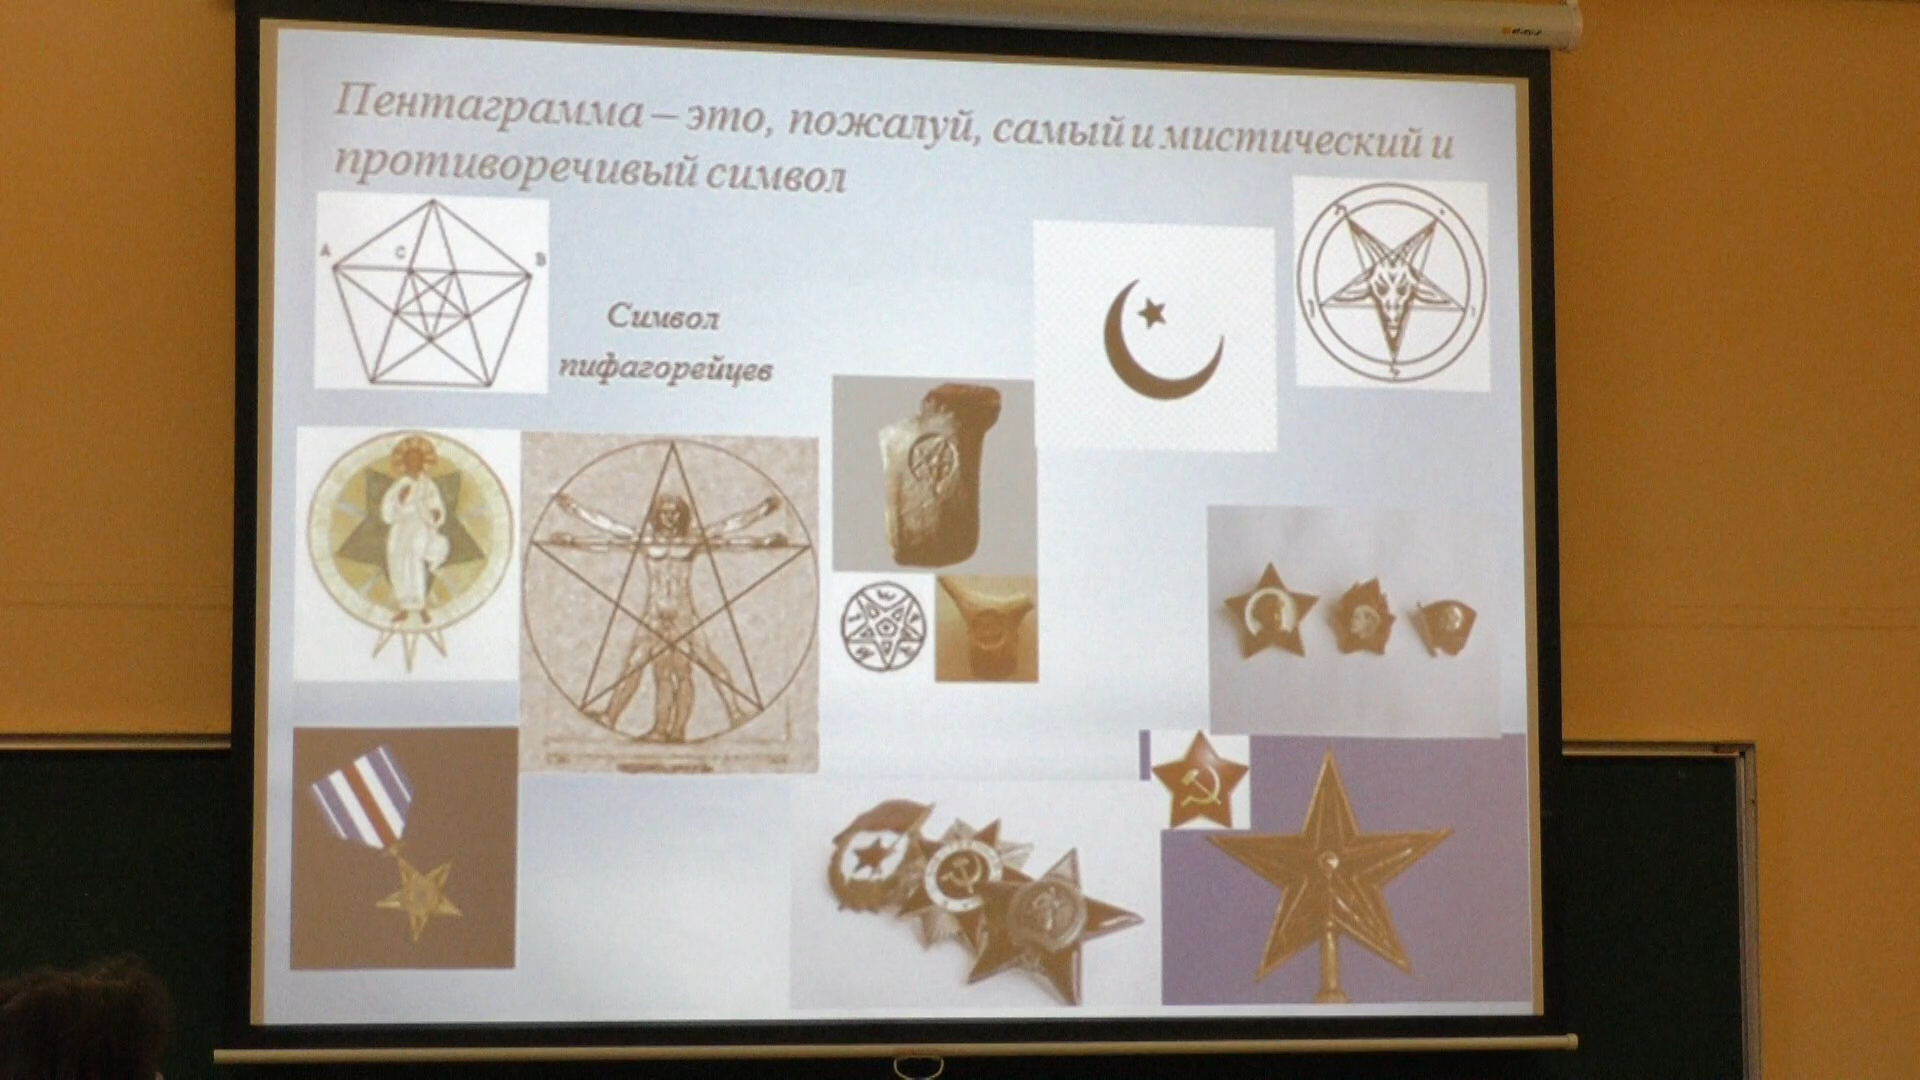 Пентаграмма – это, пожалуй, самый и мистический и
противоречивый символ
A
C
B
Символ
пифагорейцев